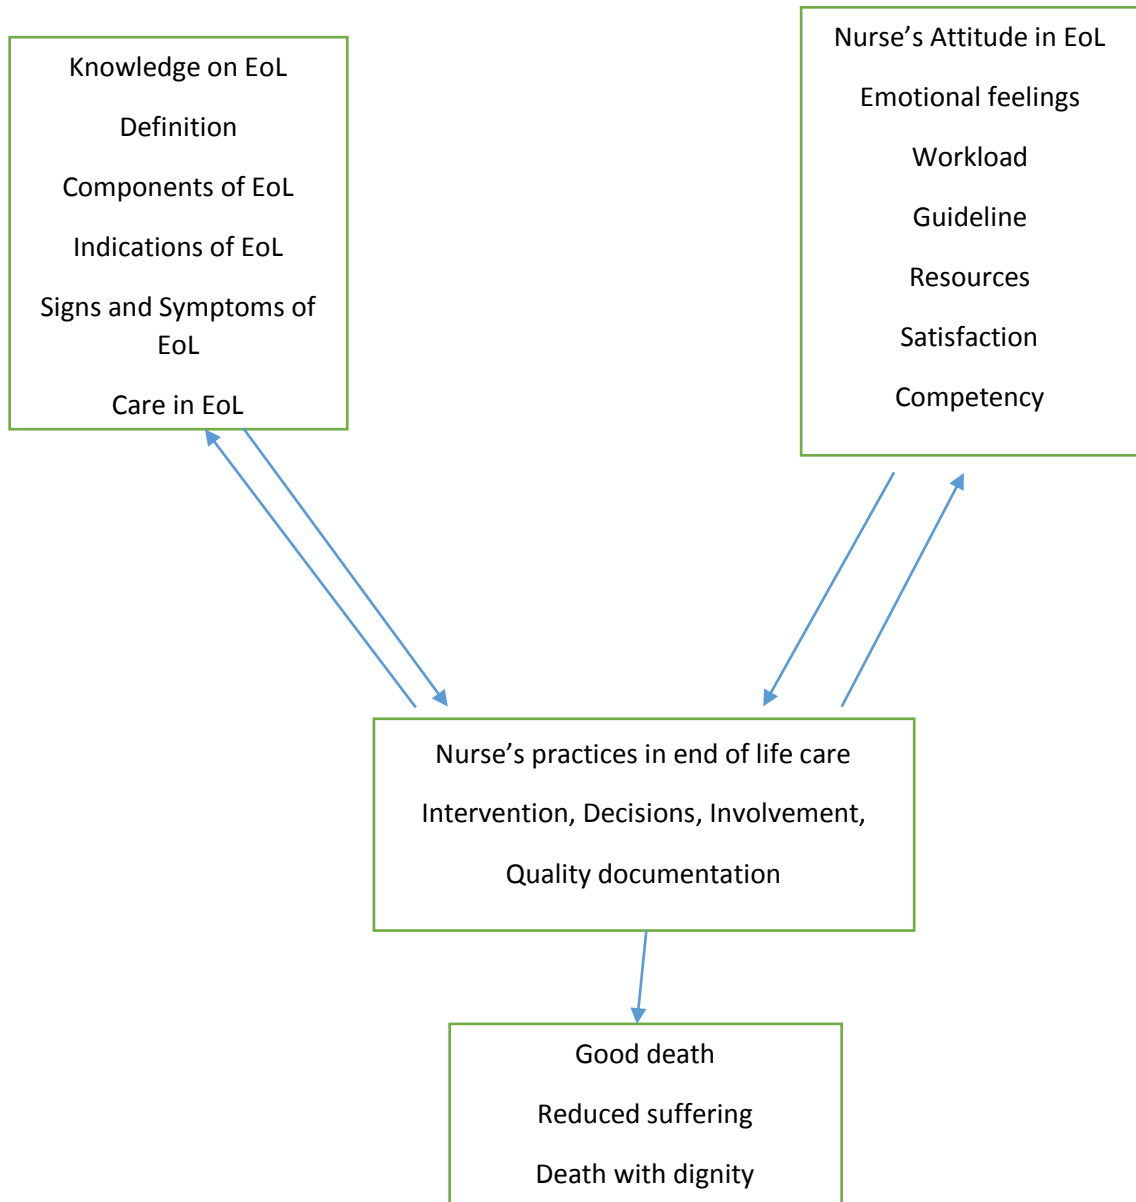 Knowledge on EoL
Definition
Components of EoL
Indications of EoL
Signs and Symptoms of
EoL
Care in EoL
Nurse’s Attitude in EoL
Emotional feelings
Workload
Guideline
Resources
Satisfaction
Competency
Nurse’s practices in end of life care
Intervention, Decisions, Involvement,
Quality documentation
Good death
Reduced suffering
Death with dignity